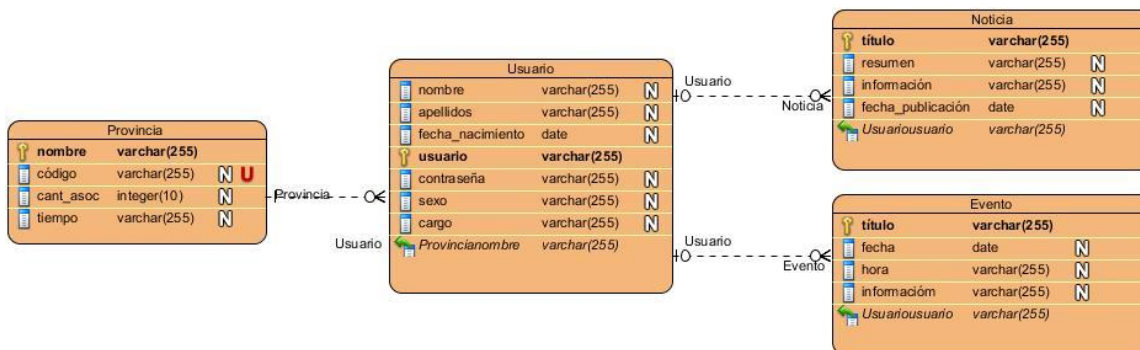 Provincia
nombre varchar(255)
código varchar(255) N U
cant_asoc integer(10) N
tiempo varchar(255) N
Provincia
Usuario
Usuario
nombre varchar(255) N
apellidos varchar(255) N
fecha_nacimiento date N
usuario varchar(255)
contraseña varchar(255) N
sexo varchar(255) N
cargo varchar(255) N
Provincianombre varchar(255)
Usuario
Noticia
Usuario
Evento
Noticia
título varchar(255)
resumen varchar(255) N
información varchar(255) N
fecha_publicación date N
Usuariousuario varchar(255)
Evento
título varchar(255)
fecha date N
hora varchar(255) N
informacióm varchar(255) N
Usuariousuario varchar(255)